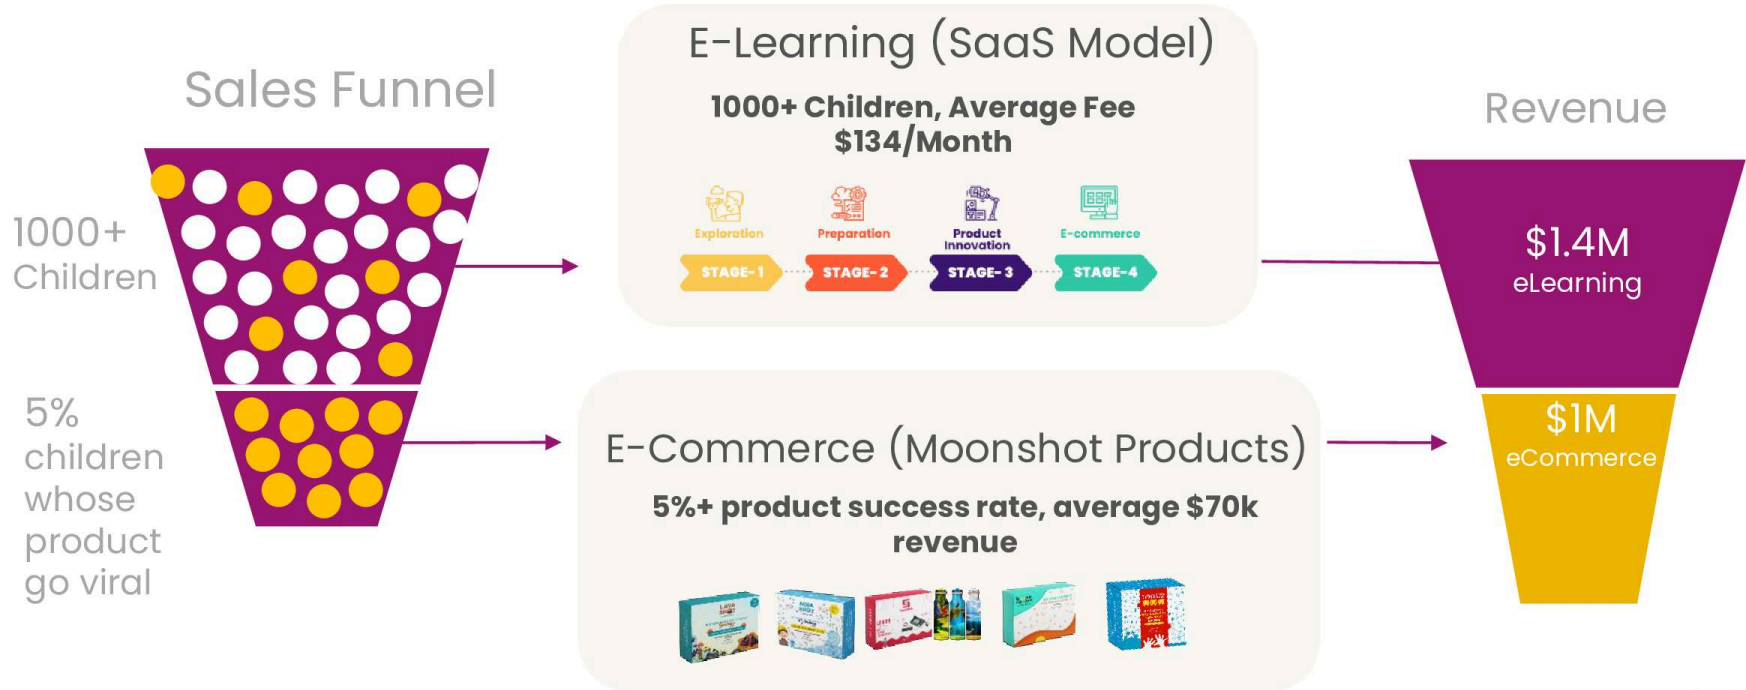 Sales Funnel
1000+
Children
5%
children
whose
product
go viral
E-Learning (SaaS Model)
1000+ Children, Average Fee
$134/Month
Exploration
Preparation
Product
Innovation
E-commerce
STAGE- 1
STAGE- 2
STAGE- 3
STAGE-4
E-Commerce (Moonshot Products)
5%+ product success rate, average $70k
revenue
Revenue
$1.4M
eLearning
$1M
eCommerce